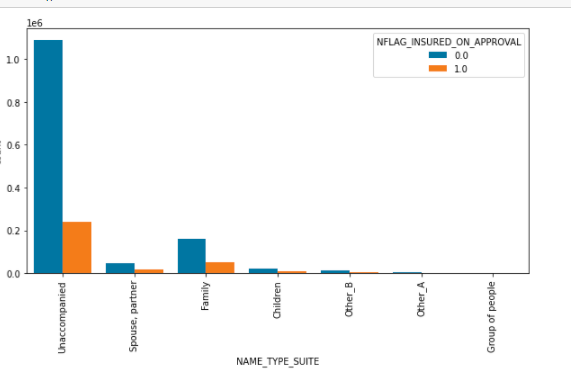 1e6
NFLAG_INSURED_ON_APPROVAL
0.0
1.0
1.0
0.8
0.6
0.4
0.2
0.0
Unaccompanied
Spouse, partner
Family
Children
Other_B
Other_A
Group of people
NAME_TYPE_SUITE